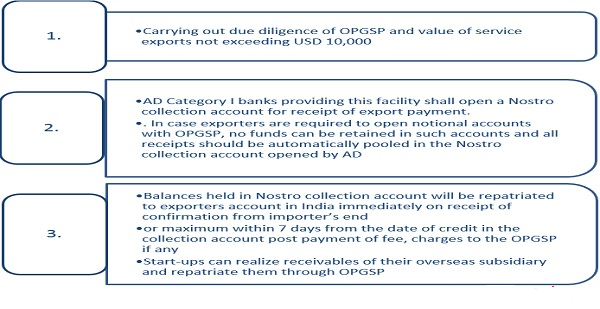 1.
•Carrying out due diligence of OPGSP and value of service
exports not exceeding USD 10,000
2.
•AD Category I banks providing this facility shall open a Nostro
collection account for receipt of export payment.
•. In case exporters are required to open notional accounts
with OPGSP, no funds can be retained in such accounts and all
receipts should be automatically pooled in the Nostro
collection account opened by AD
3.
•Balances held in Nostro collection account will be repatriated
to exporters account in India immediately on receipt of
confirmation from importer's end
•or maximum within 7 days from the date of credit in the
collection account post payment of fee, charges to the OPGSP
if any
•Start-ups can realize receivables of their overseas subsidiary
and repatriate them through OPGSP